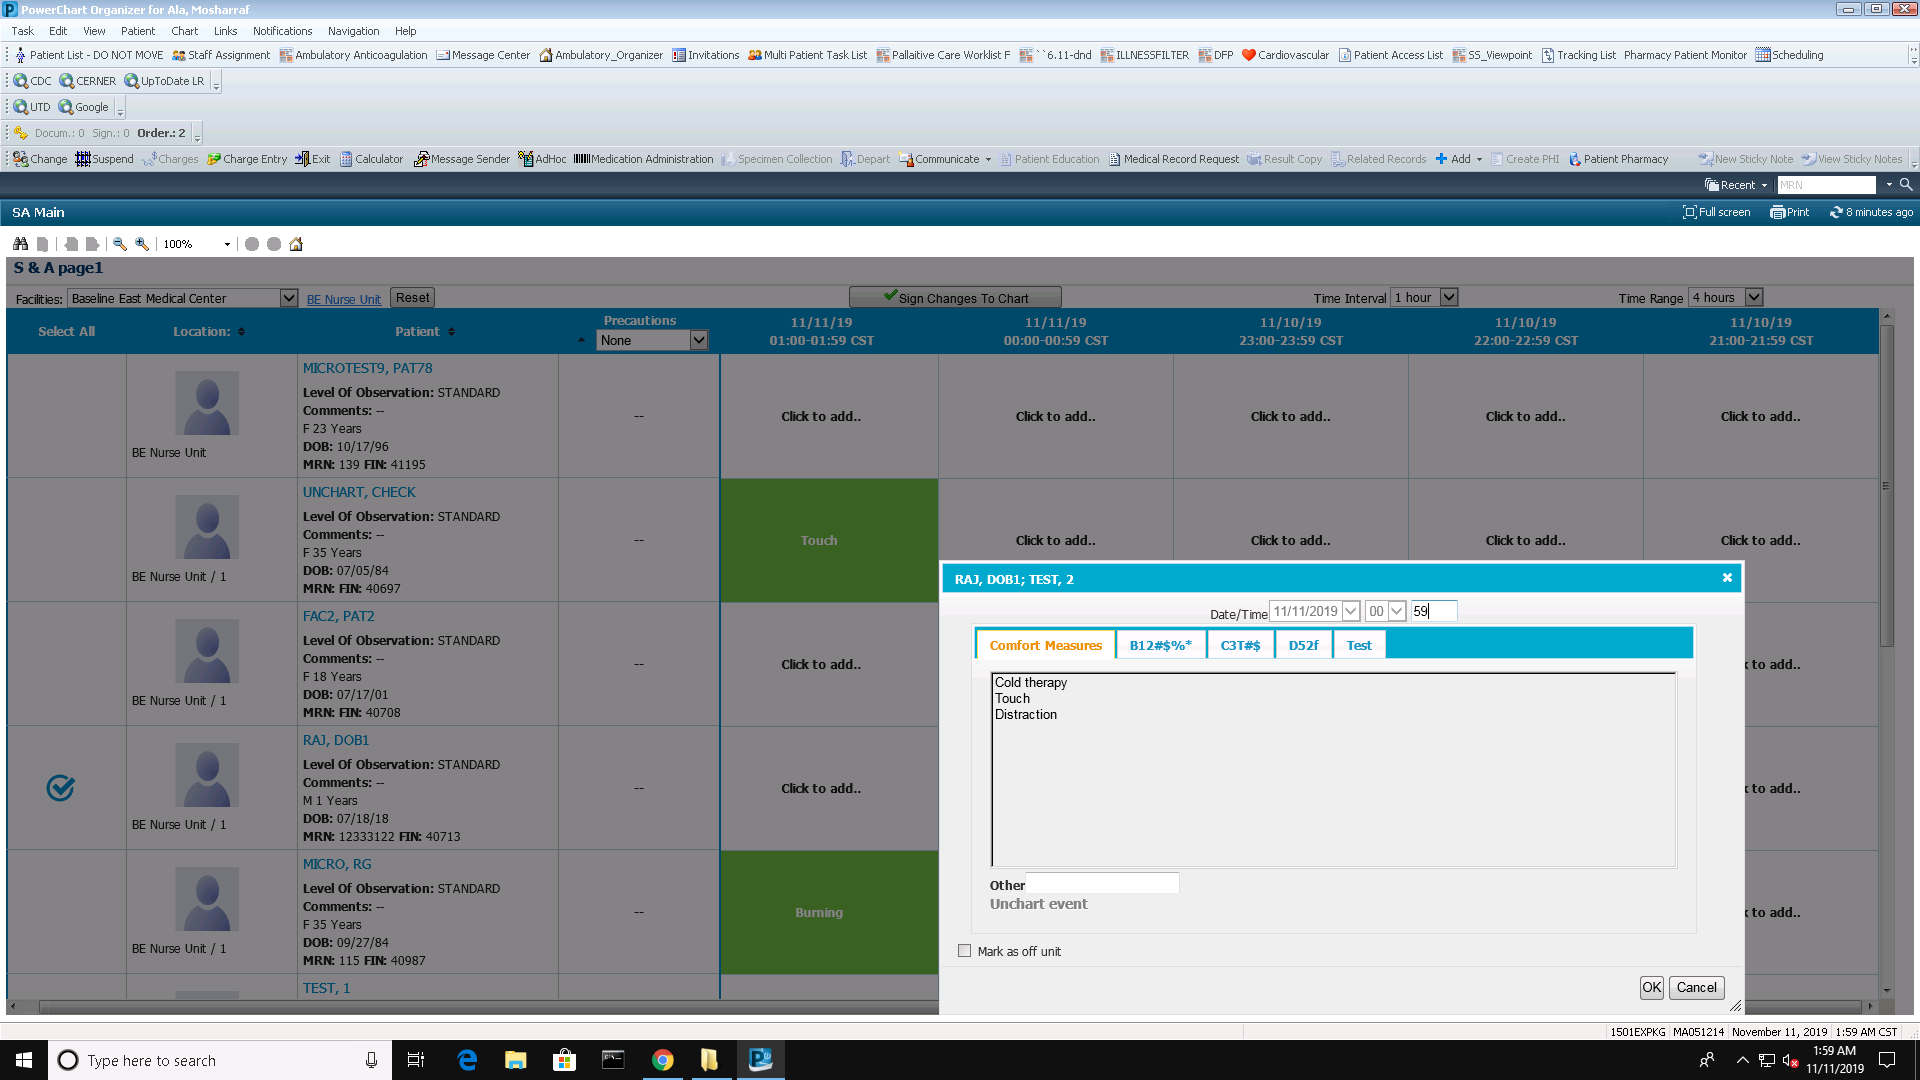 PowerChart Organizer for Ala, Mosharraf
Task Edit View Patient Chart Links Notifications Navigation Help
Patient List - DO NOT MOVE Staff Assignment Ambulatory Anticoagulation Message Center Ambulatory_Organizer Invitations Multi Patient Task List Pallaitive Care Worklist F ``6.11-dnd ILLNESSFILTER DFP Cardiovascular Patient Access List SS_Viewpoint Tracking List Pharmacy Patient Monitor Scheduling
CDC CERNER UpToDate LR
UTD Google
Docum.: 0 Sign.: 0 Order.: 2
Change Suspend Charges Charge Entry Exit Calculator Message Sender AdHoc Medication Administration Specimen Collection Depart Communicate Patient Education Medical Record Request Result Copy Related Records Add Create PHI Patient Pharmacy New Sticky Note View Sticky Notes
Recent MRN
SA Main Full screen Print 8 minutes ago
100%
S & A page1
Facilities: Baseline East Medical Center BE Nurse Unit Reset Sign Changes To Chart Time Interval 1 hour Time Range 4 hours
Select All Location: Patient Precautions None
11/11/19 01:00-01:59 CST
11/11/19 00:00-00:59 CST
11/10/19 23:00-23:59 CST
11/10/19 22:00-22:59 CST
11/10/19 21:00-21:59 CST
MICROTEST9, PAT78
Level Of Observation: STANDARD
Comments: --
F 23 Years
DOB: 10/17/96
MRN: 139 FIN: 41195
BE Nurse Unit
--
Click to add.. Click to add.. Click to add.. Click to add.. Click to add..
UNCHART, CHECK
Level Of Observation: STANDARD
Comments: --
F 35 Years
DOB: 07/05/84
MRN: FIN: 40697
BE Nurse Unit / 1
--
Touch Click to add.. Click to add.. Click to add.. Click to add..
FAC2, PAT2
Level Of Observation: STANDARD
Comments: --
F 18 Years
DOB: 07/17/01
MRN: FIN: 40708
BE Nurse Unit / 1
--
Click to add.. k to add..
RAJ, DOB1
Level Of Observation: STANDARD
Comments: --
M 1 Years
DOB: 07/18/18
MRN: 12333122 FIN: 40713
BE Nurse Unit / 1
--
Click to add.. k to add..
MICRO, RG
Level Of Observation: STANDARD
Comments: --
F 35 Years
DOB: 09/27/84
MRN: 115 FIN: 40987
BE Nurse Unit / 1
--
Burning k to add..
TEST, 1
RAJ, DOB1; TEST, 2
Date/Time 11/11/2019 00 59
Comfort Measures B12#$%* C3T#$ D52f Test
Cold therapy
Touch
Distraction
Other
Unchart event
Mark as off unit
OK Cancel
1501EXPKG MA051214 November 11, 2019 1:59 AM CST
Type here to search
1:59 AM
11/11/2019